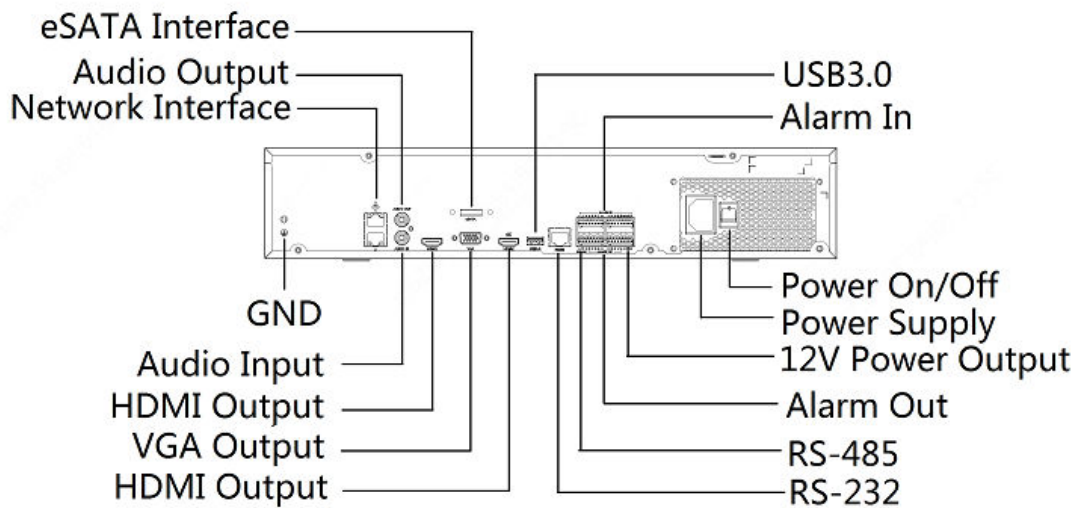 eSATA Interface
Audio Output
Network Interface
USB3.0
Alarm In
GND
Audio Input
HDMI Output
VGA Output
HDMI Output
Power On/Off
Power Supply
12V Power Output
Alarm Out
RS-485
RS-232